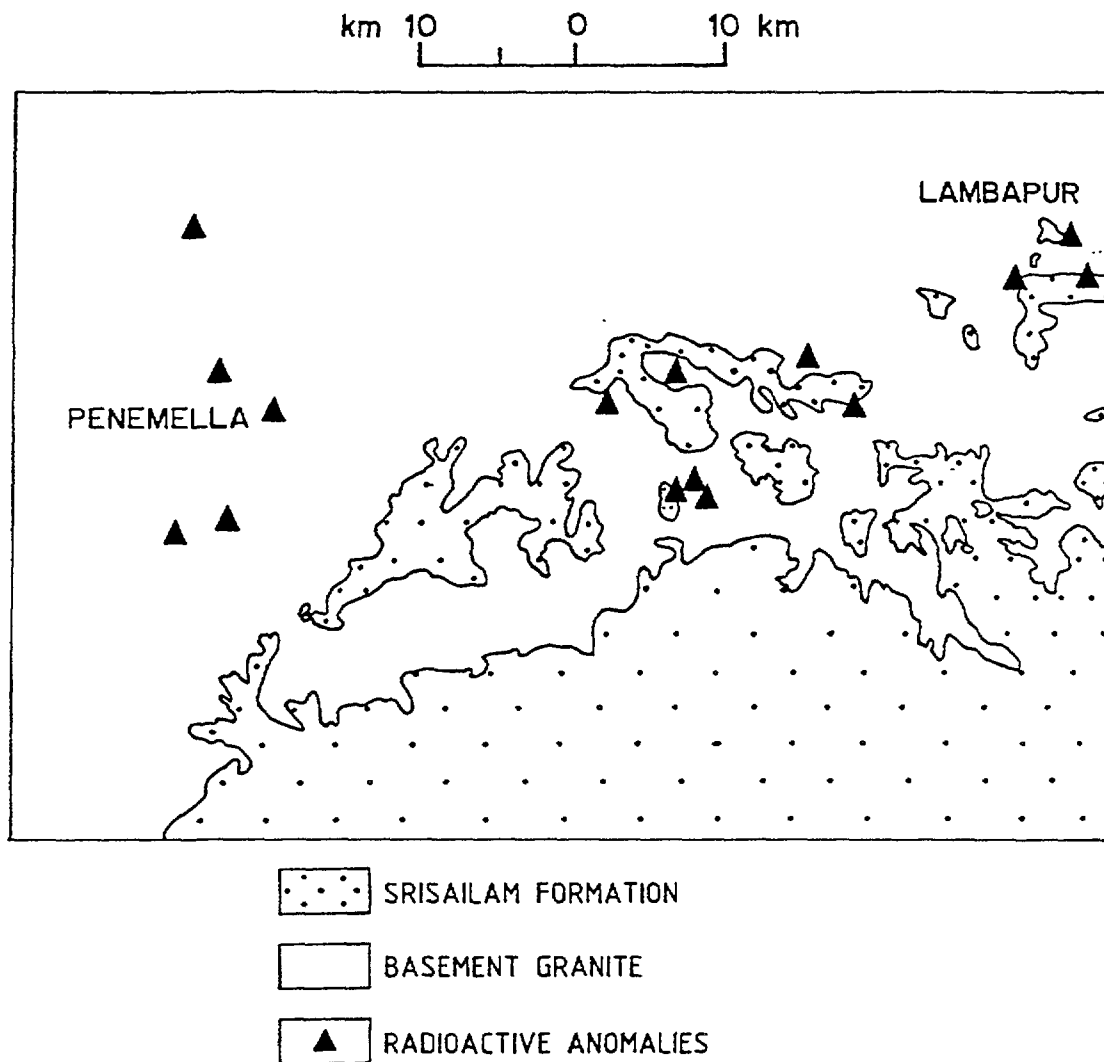 km 10 0 10 km
LAMBAPUR
PENEMELLA
SRISAILAM FORMATION
BASEMENT GRANITE
RADIOACTIVE ANOMALIES